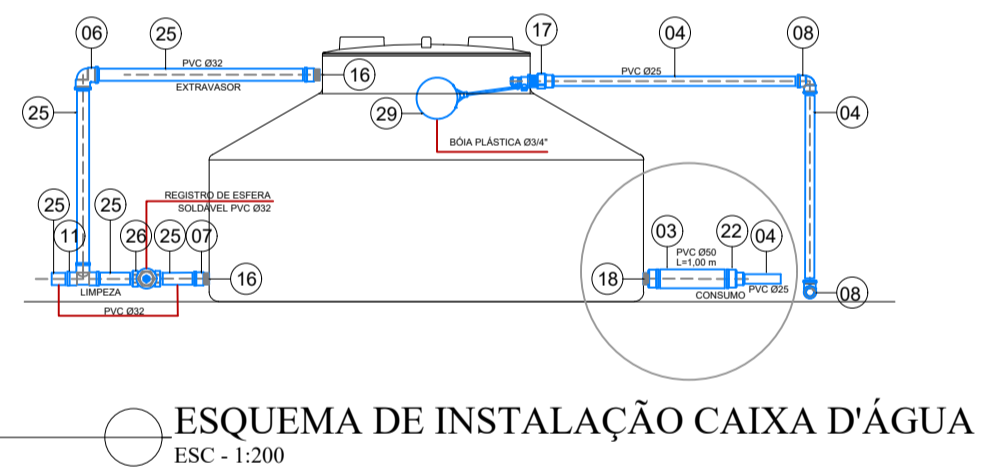 06
25
17
04
08
PVC Ø32
EXTRAVASOR
16
PVC Ø25
25
29
04
BÓIA PLÁSTICA Ø3/4"
REGISTRO DE ESFERA
SOLDÁVEL PVC Ø32
25
25
11
26
25
07
16
LIMPEZA
PVC Ø32
03
22
04
PVC Ø50
L=1,00 m
18
CONSUMO
PVC Ø25
08
ESQUEMA DE INSTALAÇÃO CAIXA D'ÁGUA
ESC - 1:200